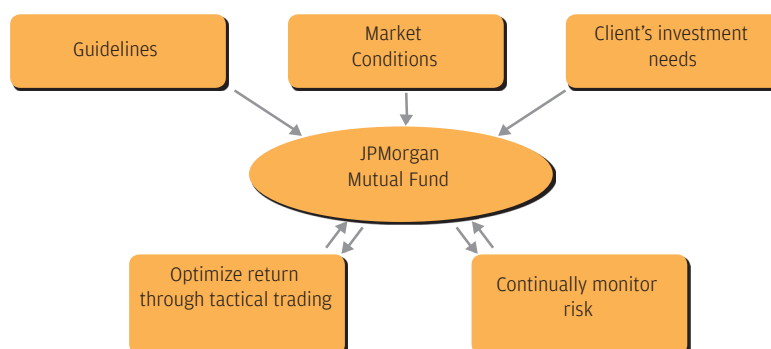 Guidelines
Market
Conditions
Client's investment
needs
JPMorgan
Mutual Fund
Optimize return
through tactical trading
Continually monitor
risk